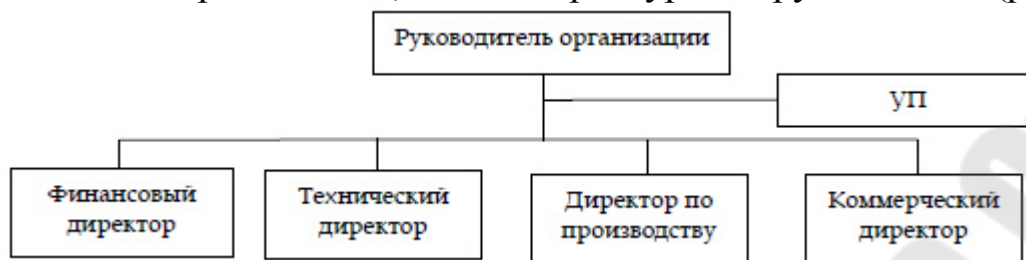 Руководитель организации
УП
Финансовый
директор
Технический
директор
Директор по
производству
Коммерческий
директор